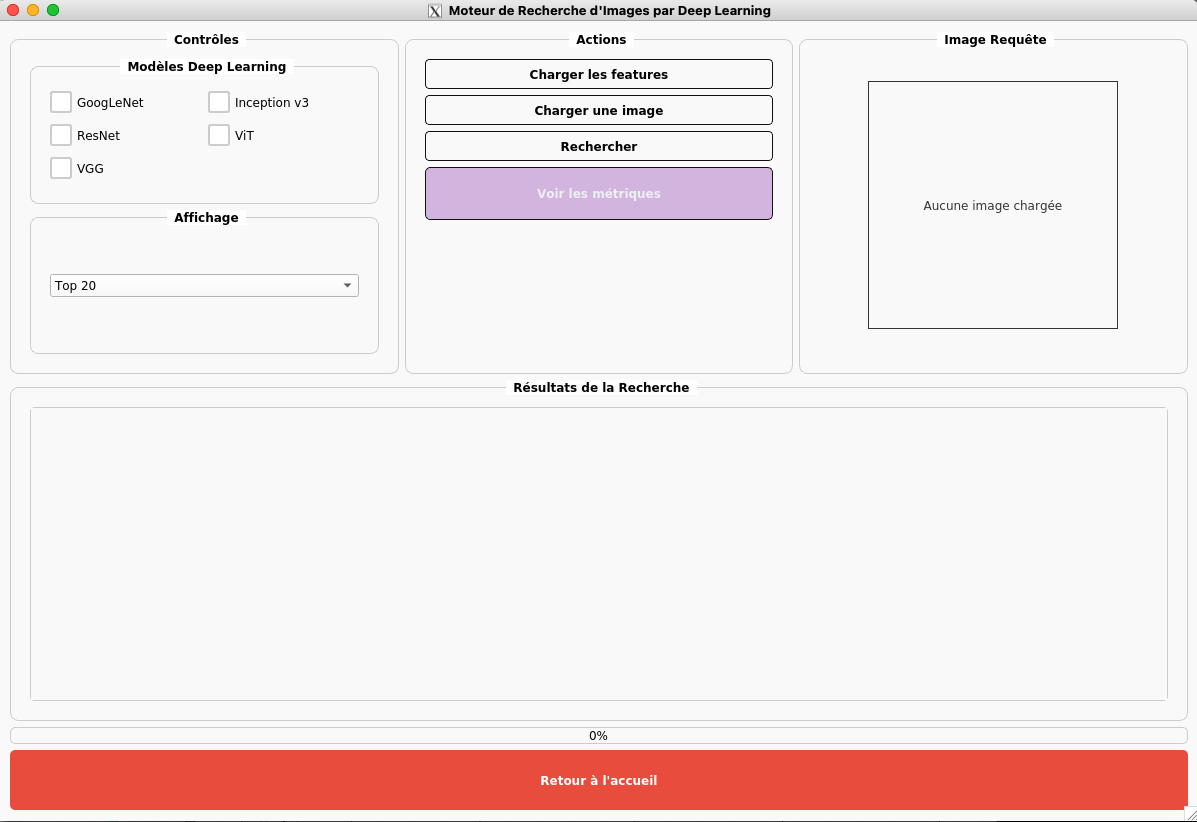 Moteur de Recherche d'Images par Deep Learning
Contrôles
Modèles Deep Learning
GoogLeNet
Inception v3
ResNet
ViT
VGG
Affichage
Top 20
Actions
Charger les features
Charger une image
Rechercher
Voir les métriques
Image Requête
Aucune image chargée
Résultats de la Recherche
0%
Retour à l'accueil